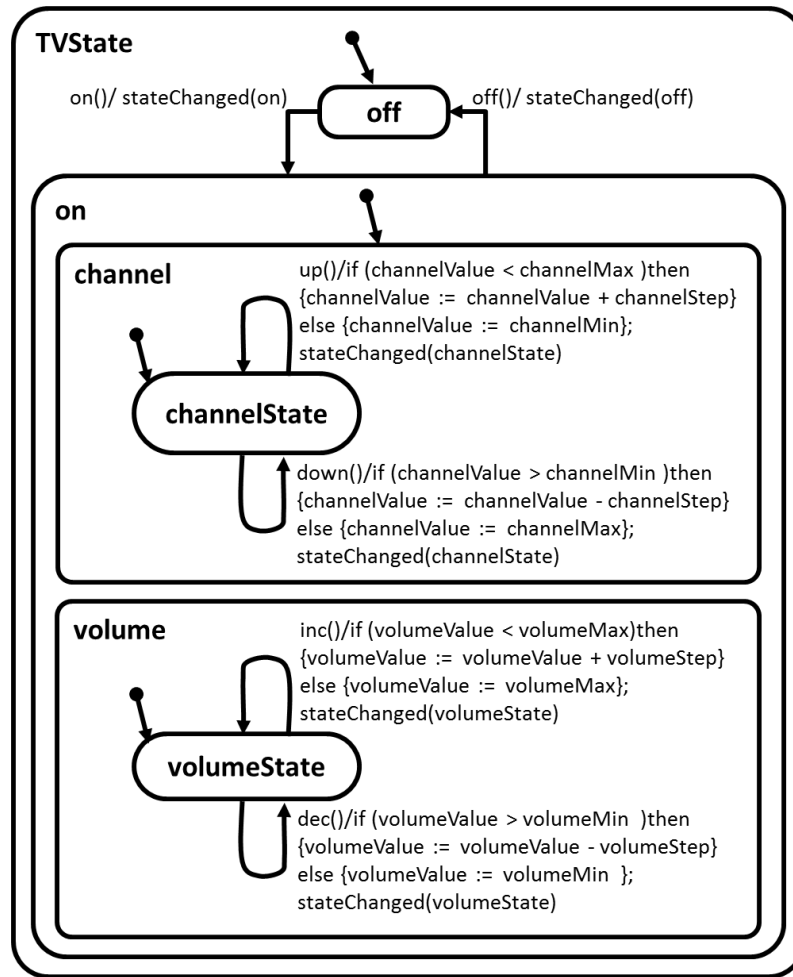 TVState
on()/ stateChanged(on)
off()/ stateChanged(off)
off
on
channel
up()/if (channelValue < channelMax )then
{channelValue := channelValue + channelStep}
else {channelValue := channelMin};
stateChanged(channelState)
channelState
down()/if (channelValue > channelMin )then
{channelValue := channelValue - channelStep}
else {channelValue := channelMax};
stateChanged(channelState)
volume
inc()/if (volumeValue < volumeMax)then
{volumeValue := volumeValue + volumeStep}
else {volumeValue := volumeMax};
stateChanged(volumeState)
volumeState
dec()/if (volumeValue > volumeMin )then
{volumeValue := volumeValue - volumeStep}
else {volumeValue := volumeMin };
stateChanged(volumeState)